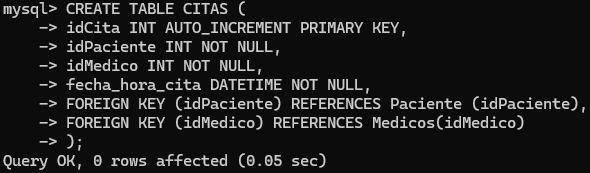 mysql> CREATE TABLE CITAS (
    -> idCita INT AUTO_INCREMENT PRIMARY KEY,
    -> idPaciente INT NOT NULL,
    -> idMedico INT NOT NULL,
    -> fecha_hora_cita DATETIME NOT NULL,
    -> FOREIGN KEY (idPaciente) REFERENCES Paciente (idPaciente),
    -> FOREIGN KEY (idMedico) REFERENCES Medicos(idMedico)
    -> );
Query OK, 0 rows affected (0.05 sec)